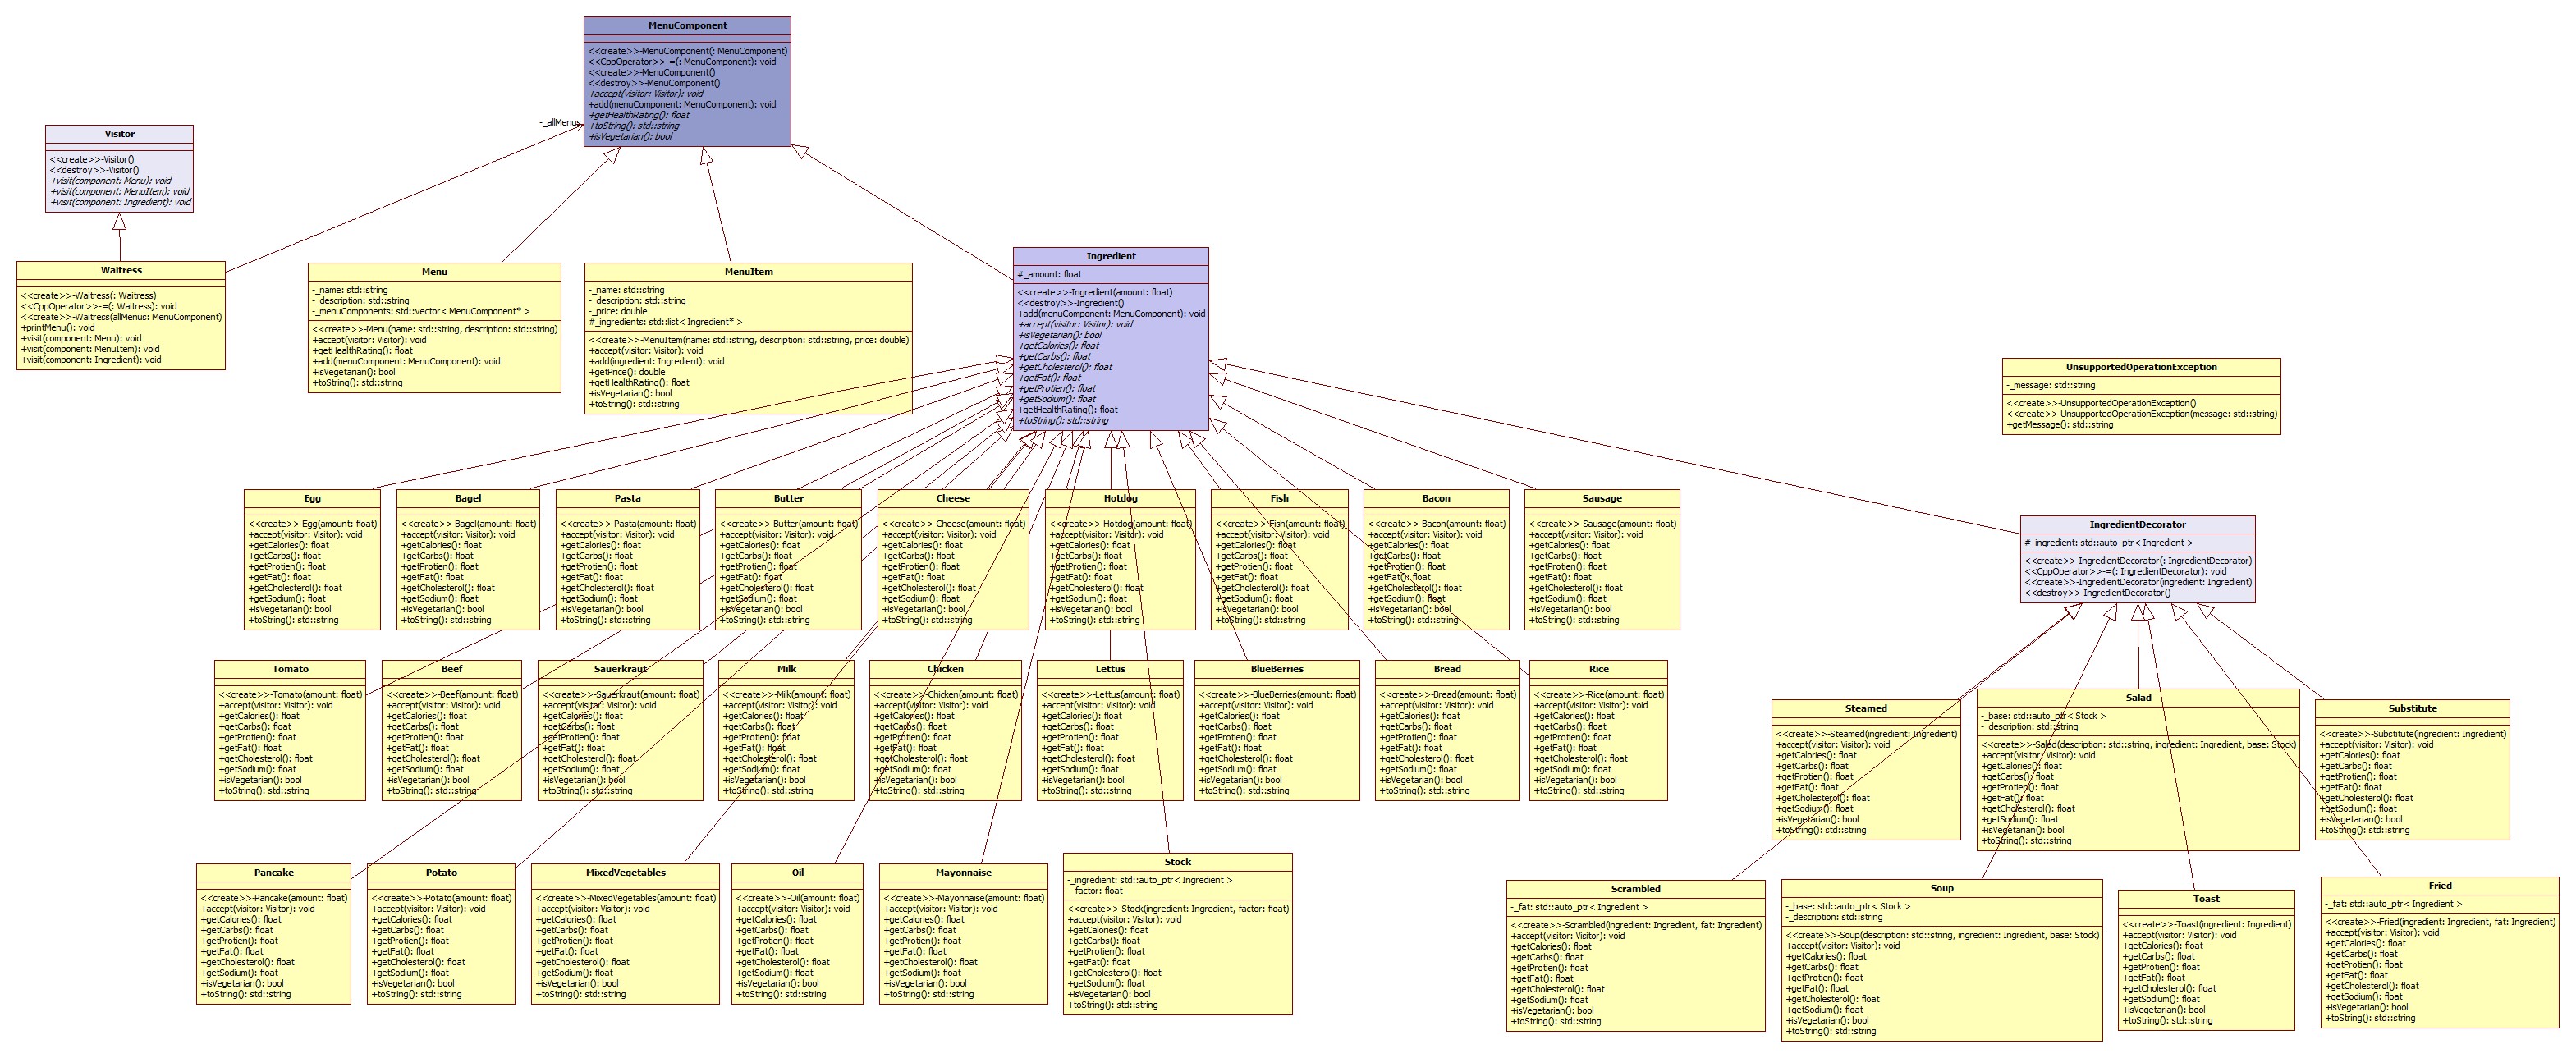 MenuComponent
<<create>>-MenuComponent(: MenuComponent)
<<CppOperator>>-=(: MenuComponent): void
<<create>>-MenuComponent()
<<destroy>>-MenuComponent()
+accept(visitor: Visitor): void
+add(menuComponent: MenuComponent): void
+getHealthRating(): float
+toString(): std::string
+isVegetarian(): bool
-_allMenus
Visitor
<<create>>-Visitor()
<<destroy>>-Visitor()
+visit(component: Menu): void
+visit(component: MenuItem): void
+visit(component: Ingredient): void
Waitress
<<create>>-Waitress(: Waitress)
<<CppOperator>>-=(: Waitress): void
<<create>>-Waitress(allMenus: MenuComponent)
+printMenu(): void
+visit(component: Menu): void
+visit(component: MenuItem): void
+visit(component: Ingredient): void
Menu
-_name: std::string
-_description: std::string
-_menuComponents: std::vector< MenuComponent* >
<<create>>-Menu(name: std::string, description: std::string)
+accept(visitor: Visitor): void
+getHealthRating(): float
+add(menuComponent: MenuComponent): void
+isVegetarian(): bool
+toString(): std::string
MenuItem
-_name: std::string
-_description: std::string
-_price: double
#_ingredients: std::list< Ingredient* >
<<create>>-MenuItem(name: std::string, description: std::string, price: double)
+accept(visitor: Visitor): void
+add(ingredient: Ingredient): void
+getPrice(): double
+getHealthRating(): float
+isVegetarian(): bool
+toString(): std::string
Ingredient
#_amount: float
<<create>>-Ingredient(amount: float)
<<destroy>>-Ingredient()
+add(menuComponent: MenuComponent): void
+accept(visitor: Visitor): void
+isVegetarian(): bool
+getCalories(): float
+getCarbs(): float
+getCholesterol(): float
+getFat(): float
+getProtien(): float
+getSodium(): float
+getHealthRating(): float
+toString(): std::string
UnsupportedOperationException
-_message: std::string
<<create>>-UnsupportedOperationException()
<<create>>-UnsupportedOperationException(message: std::string)
+getMessage(): std::string
Egg
<<create>>-Egg(amount: float)
+accept(visitor: Visitor): void
+getCalories(): float
+getCarbs(): float
+getProtien(): float
+getFat(): float
+getCholesterol(): float
+getSodium(): float
+isVegetarian(): bool
+toString(): std::string
Bagel
<<create>>-Bagel(amount: float)
+accept(visitor: Visitor): void
+getCalories(): float
+getCarbs(): float
+getProtien(): float
+getFat(): float
+getCholesterol(): float
+getSodium(): float
+isVegetarian(): bool
+toString(): std::string
Pasta
<<create>>-Pasta(amount: float)
+accept(visitor: Visitor): void
+getCalories(): float
+getCarbs(): float
+getProtien(): float
+getFat(): float
+getCholesterol(): float
+getSodium(): float
+isVegetarian(): bool
+toString(): std::string
Butter
<<create>>-Butter(amount: float)
+accept(visitor: Visitor): void
+getCalories(): float
+getCarbs(): float
+getProtien(): float
+getFat(): float
+getCholesterol(): float
+getSodium(): float
+isVegetarian(): bool
+toString(): std::string
Cheese
<<create>>-Cheese(amount: float)
+accept(visitor: Visitor): void
+getCalories(): float
+getCarbs(): float
+getProtien(): float
+getFat(): float
+getCholesterol(): float
+getSodium(): float
+isVegetarian(): bool
+toString(): std::string
Hotdog
<<create>>-Hotdog(amount: float)
+accept(visitor: Visitor): void
+getCalories(): float
+getCarbs(): float
+getProtien(): float
+getFat(): float
+getCholesterol(): float
+getSodium(): float
+isVegetarian(): bool
+toString(): std::string
Fish
<<create>>-Fish(amount: float)
+accept(visitor: Visitor): void
+getCalories(): float
+getCarbs(): float
+getProtien(): float
+getFat(): float
+getCholesterol(): float
+getSodium(): float
+isVegetarian(): bool
+toString(): std::string
Bacon
<<create>>-Bacon(amount: float)
+accept(visitor: Visitor): void
+getCalories(): float
+getCarbs(): float
+getProtien(): float
+getFat(): float
+getCholesterol(): float
+getSodium(): float
+isVegetarian(): bool
+toString(): std::string
Sausage
<<create>>-Sausage(amount: float)
+accept(visitor: Visitor): void
+getCalories(): float
+getCarbs(): float
+getProtien(): float
+getFat(): float
+getCholesterol(): float
+getSodium(): float
+isVegetarian(): bool
+toString(): std::string
IngredientDecorator
#_ingredient: std::auto_ptr< Ingredient >
<<create>>-IngredientDecorator(: IngredientDecorator)
<<CppOperator>>-=(: IngredientDecorator): void
<<create>>-IngredientDecorator(ingredient: Ingredient)
<<destroy>>-IngredientDecorator()
Tomato
<<create>>-Tomato(amount: float)
+accept(visitor: Visitor): void
+getCalories(): float
+getCarbs(): float
+getProtien(): float
+getFat(): float
+getCholesterol(): float
+getSodium(): float
+isVegetarian(): bool
+toString(): std::string
Beef
<<create>>-Beef(amount: float)
+accept(visitor: Visitor): void
+getCalories(): float
+getCarbs(): float
+getProtien(): float
+getFat(): float
+getCholesterol(): float
+getSodium(): float
+isVegetarian(): bool
+toString(): std::string
Sauerkraut
<<create>>-Sauerkraut(amount: float)
+accept(visitor: Visitor): void
+getCalories(): float
+getCarbs(): float
+getProtien(): float
+getFat(): float
+getCholesterol(): float
+getSodium(): float
+isVegetarian(): bool
+toString(): std::string
Milk
<<create>>-Milk(amount: float)
+accept(visitor: Visitor): void
+getCalories(): float
+getCarbs(): float
+getProtien(): float
+getFat(): float
+getCholesterol(): float
+getSodium(): float
+isVegetarian(): bool
+toString(): std::string
Chicken
<<create>>-Chicken(amount: float)
+accept(visitor: Visitor): void
+getCalories(): float
+getCarbs(): float
+getProtien(): float
+getFat(): float
+getCholesterol(): float
+getSodium(): float
+isVegetarian(): bool
+toString(): std::string
Lettus
<<create>>-Lettus(amount: float)
+accept(visitor: Visitor): void
+getCalories(): float
+getCarbs(): float
+getProtien(): float
+getFat(): float
+getCholesterol(): float
+getSodium(): float
+isVegetarian(): bool
+toString(): std::string
BlueBerries
<<create>>-BlueBerries(amount: float)
+accept(visitor: Visitor): void
+getCalories(): float
+getCarbs(): float
+getProtien(): float
+getFat(): float
+getCholesterol(): float
+getSodium(): float
+isVegetarian(): bool
+toString(): std::string
Bread
<<create>>-Bread(amount: float)
+accept(visitor: Visitor): void
+getCalories(): float
+getCarbs(): float
+getProtien(): float
+getFat(): float
+getCholesterol(): float
+getSodium(): float
+isVegetarian(): bool
+toString(): std::string
Rice
<<create>>-Rice(amount: float)
+accept(visitor: Visitor): void
+getCalories(): float
+getCarbs(): float
+getProtien(): float
+getFat(): float
+getCholesterol(): float
+getSodium(): float
+isVegetarian(): bool
+toString(): std::string
Steamed
<<create>>-Steamed(ingredient: Ingredient)
+accept(visitor: Visitor): void
+getCalories(): float
+getCarbs(): float
+getProtien(): float
+getFat(): float
+getCholesterol(): float
+getSodium(): float
+isVegetarian(): bool
+toString(): std::string
Salad
-_base: std::auto_ptr< Stock >
-_description: std::string
<<create>>-Salad(description: std::string, ingredient: Ingredient, base: Stock)
+accept(visitor: Visitor): void
+getCalories(): float
+getCarbs(): float
+getProtien(): float
+getFat(): float
+getCholesterol(): float
+getSodium(): float
+isVegetarian(): bool
+toString(): std::string
Substitute
<<create>>-Substitute(ingredient: Ingredient)
+accept(visitor: Visitor): void
+getCalories(): float
+getCarbs(): float
+getProtien(): float
+getFat(): float
+getCholesterol(): float
+getSodium(): float
+isVegetarian(): bool
+toString(): std::string
Pancake
<<create>>-Pancake(amount: float)
+accept(visitor: Visitor): void
+getCalories(): float
+getCarbs(): float
+getProtien(): float
+getFat(): float
+getCholesterol(): float
+getSodium(): float
+isVegetarian(): bool
+toString(): std::string
Potato
<<create>>-Potato(amount: float)
+accept(visitor: Visitor): void
+getCalories(): float
+getCarbs(): float
+getProtien(): float
+getFat(): float
+getCholesterol(): float
+getSodium(): float
+isVegetarian(): bool
+toString(): std::string
MixedVegetables
<<create>>-MixedVegetables(amount: float)
+accept(visitor: Visitor): void
+getCalories(): float
+getCarbs(): float
+getProtien(): float
+getFat(): float
+getCholesterol(): float
+getSodium(): float
+isVegetarian(): bool
+toString(): std::string
Oil
<<create>>-Oil(amount: float)
+accept(visitor: Visitor): void
+getCalories(): float
+getCarbs(): float
+getProtien(): float
+getFat(): float
+getCholesterol(): float
+getSodium(): float
+isVegetarian(): bool
+toString(): std::string
Mayonnaise
<<create>>-Mayonnaise(amount: float)
+accept(visitor: Visitor): void
+getCalories(): float
+getCarbs(): float
+getProtien(): float
+getFat(): float
+getCholesterol(): float
+getSodium(): float
+isVegetarian(): bool
+toString(): std::string
Stock
-_ingredient: std::auto_ptr< Ingredient >
-_factor: float
<<create>>-Stock(ingredient: Ingredient, factor: float)
+accept(visitor: Visitor): void
+getCalories(): float
+getCarbs(): float
+getProtien(): float
+getFat(): float
+getCholesterol(): float
+getSodium(): float
+isVegetarian(): bool
+toString(): std::string
Scrambled
-_fat: std::auto_ptr< Ingredient >
<<create>>-Scrambled(ingredient: Ingredient, fat: Ingredient)
+accept(visitor: Visitor): void
+getCalories(): float
+getCarbs(): float
+getProtien(): float
+getFat(): float
+getCholesterol(): float
+getSodium(): float
+isVegetarian(): bool
+toString(): std::string
Soup
-_base: std::auto_ptr< Stock >
-_description: std::string
<<create>>-Soup(description: std::string, ingredient: Ingredient, base: Stock)
+accept(visitor: Visitor): void
+getCalories(): float
+getCarbs(): float
+getProtien(): float
+getFat(): float
+getCholesterol(): float
+getSodium(): float
+isVegetarian(): bool
+toString(): std::string
Toast
<<create>>-Toast(ingredient: Ingredient)
+accept(visitor: Visitor): void
+getCalories(): float
+getCarbs(): float
+getProtien(): float
+getFat(): float
+getCholesterol(): float
+getSodium(): float
+isVegetarian(): bool
+toString(): std::string
Fried
-_fat: std::auto_ptr< Ingredient >
<<create>>-Fried(ingredient: Ingredient, fat: Ingredient)
+accept(visitor: Visitor): void
+getCalories(): float
+getCarbs(): float
+getProtien(): float
+getFat(): float
+getCholesterol(): float
+getSodium(): float
+isVegetarian(): bool
+toString(): std::string